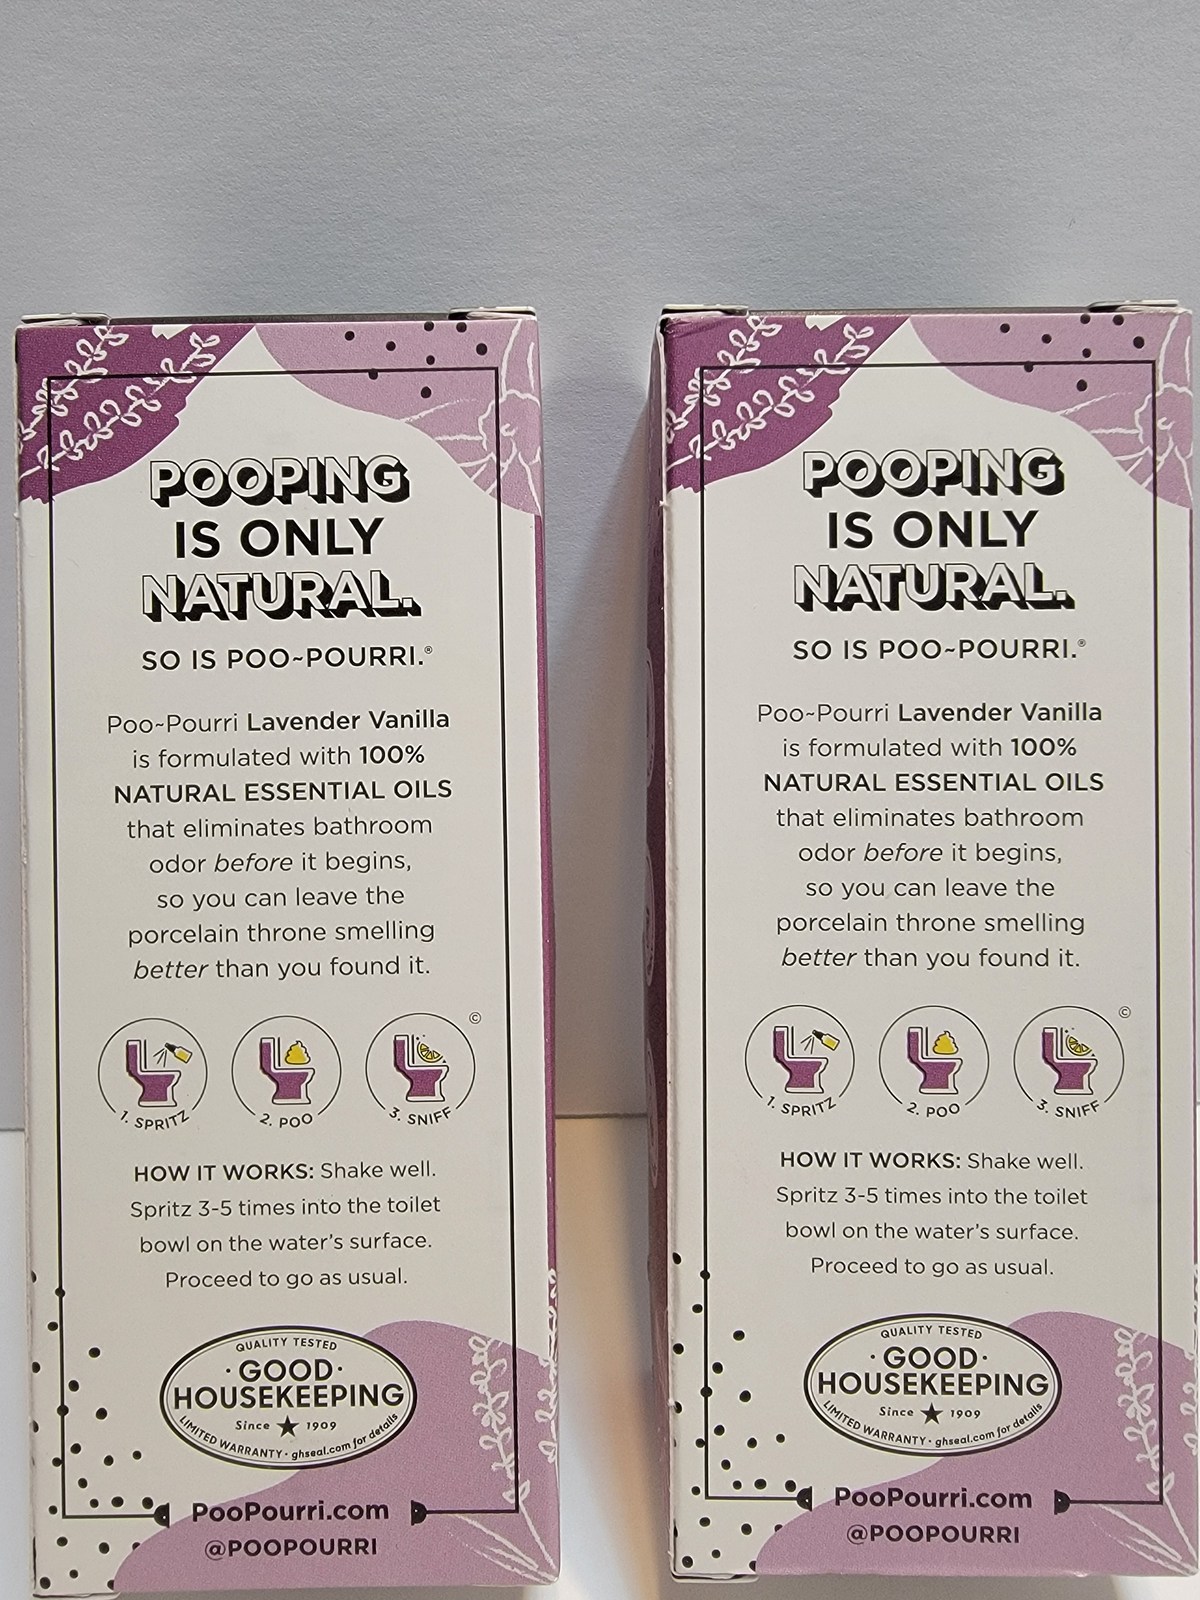 POOPING
IS ONLY
NATURAL.
SO IS POO~POURRI.®
Poo~Pourri Lavender Vanilla
is formulated with 100%
NATURAL ESSENTIAL OILS
that eliminates bathroom
odor before it begins,
so you can leave the
porcelain throne smelling
better than you found it.
©
1. SPRITZ
2. POO
3. SNIFF
HOW IT WORKS: Shake well.
Spritz 3-5 times into the toilet
bowl on the water's surface.
Proceed to go as usual.
QUALITY TESTED
· GOOD ·
HOUSEKEEPING
Since ★ 1909
LIMITED WARRANTY · ghseal.com for details
PooPourri.com
@POOPOURRI
POOPING
IS ONLY
NATURAL.
SO IS POO~POURRI.®
Poo~Pourri Lavender Vanilla
is formulated with 100%
NATURAL ESSENTIAL OILS
that eliminates bathroom
odor before it begins,
so you can leave the
porcelain throne smelling
better than you found it.
©
1. SPRITZ
2. POO
3. SNIFF
HOW IT WORKS: Shake well.
Spritz 3-5 times into the toilet
bowl on the water's surface.
Proceed to go as usual.
QUALITY TESTED
· GOOD ·
HOUSEKEEPING
Since ★ 1909
LIMITED WARRANTY · ghseal.com for details
PooPourri.com
@POOPOURRI